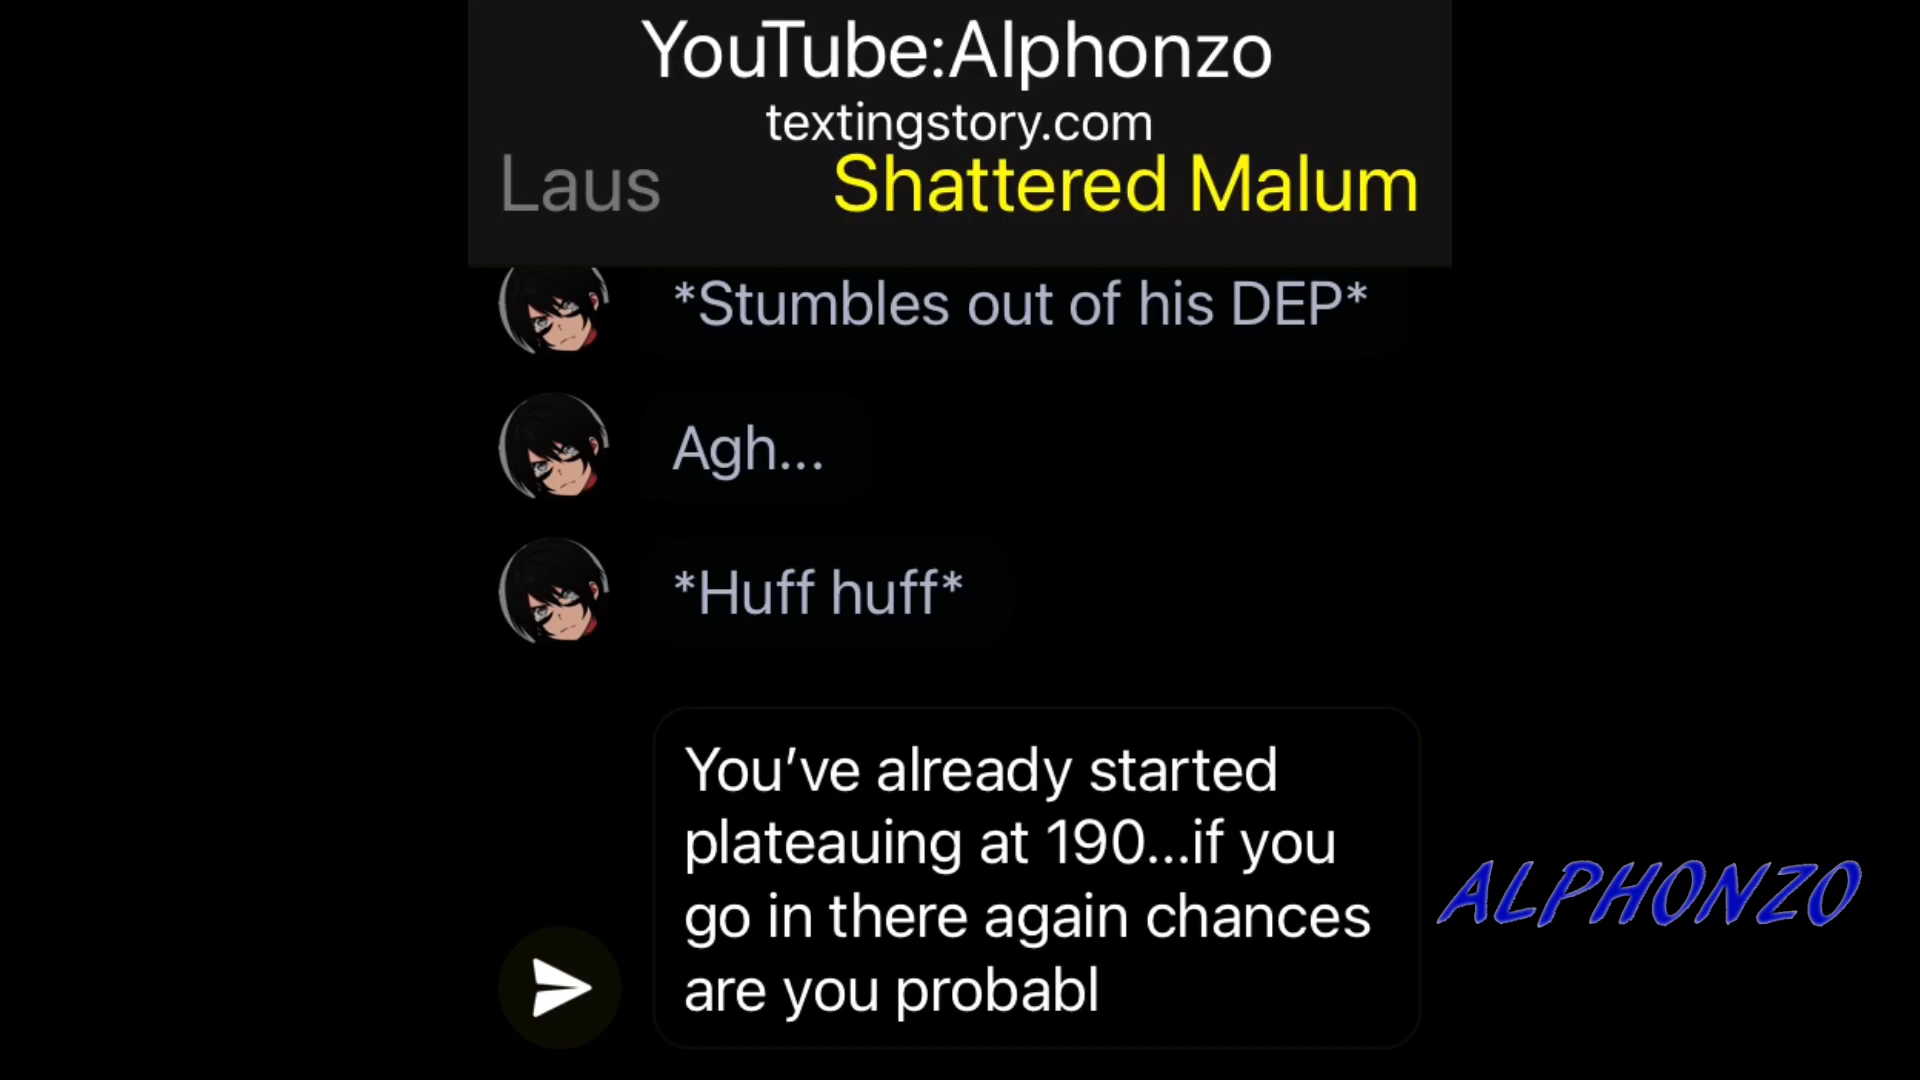 YouTube:Alphonzo
textingstory.com
Laus
Shattered Malum
*Stumbles out of his DEP*
Agh...
*Huff huff*
You’ve already started
plateauing at 190...if you
go in there again chances
are you probabl
ALPHONZO